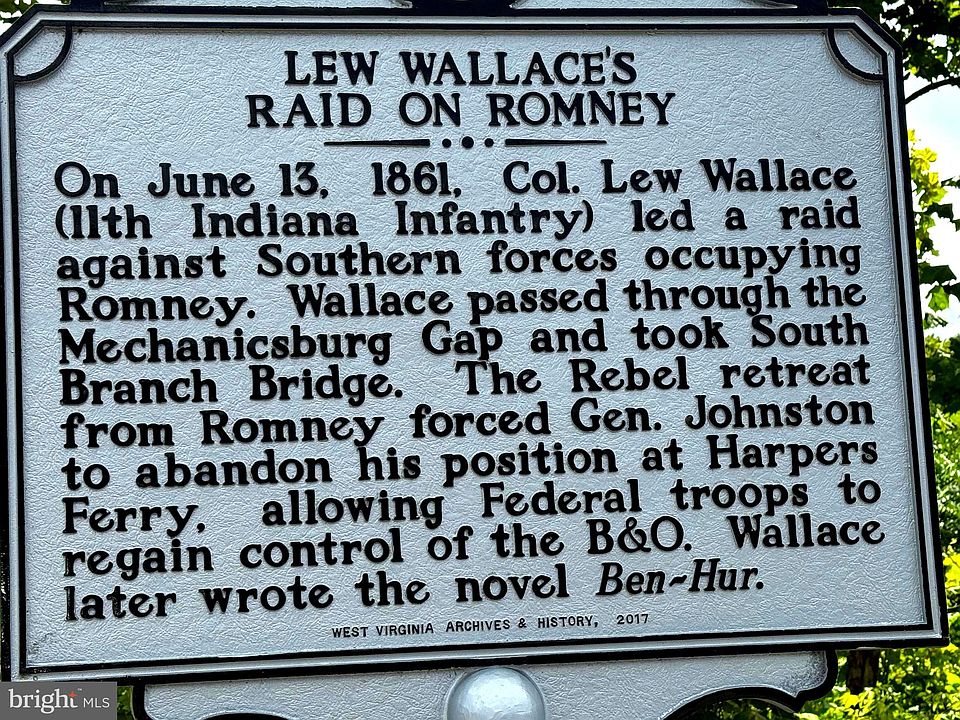 LEW WALLACE'S
RAID ON ROMNEY
On June 13, 1861, Col. Lew Wallace
(11th Indiana Infantry) led a raid
against Southern forces occupying
Romney. Wallace passed through the
Mechanicsburg Gap and took South
Branch Bridge. The Rebel retreat
from Romney forced Gen. Johnston
to abandon his position at Harpers
Ferry, allowing Federal troops to
regain control of the B&O. Wallace
later wrote the novel Ben-Hur.
WEST VIRGINIA ARCHIVES & HISTORY, 2017
bright MLS